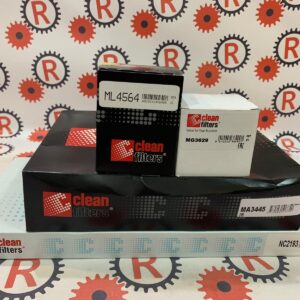 ML4564
clean
filters
clean
filters
MG3629
clean
filters
MA3445
clean
filters
NC2193
R
R
R
R
R
R